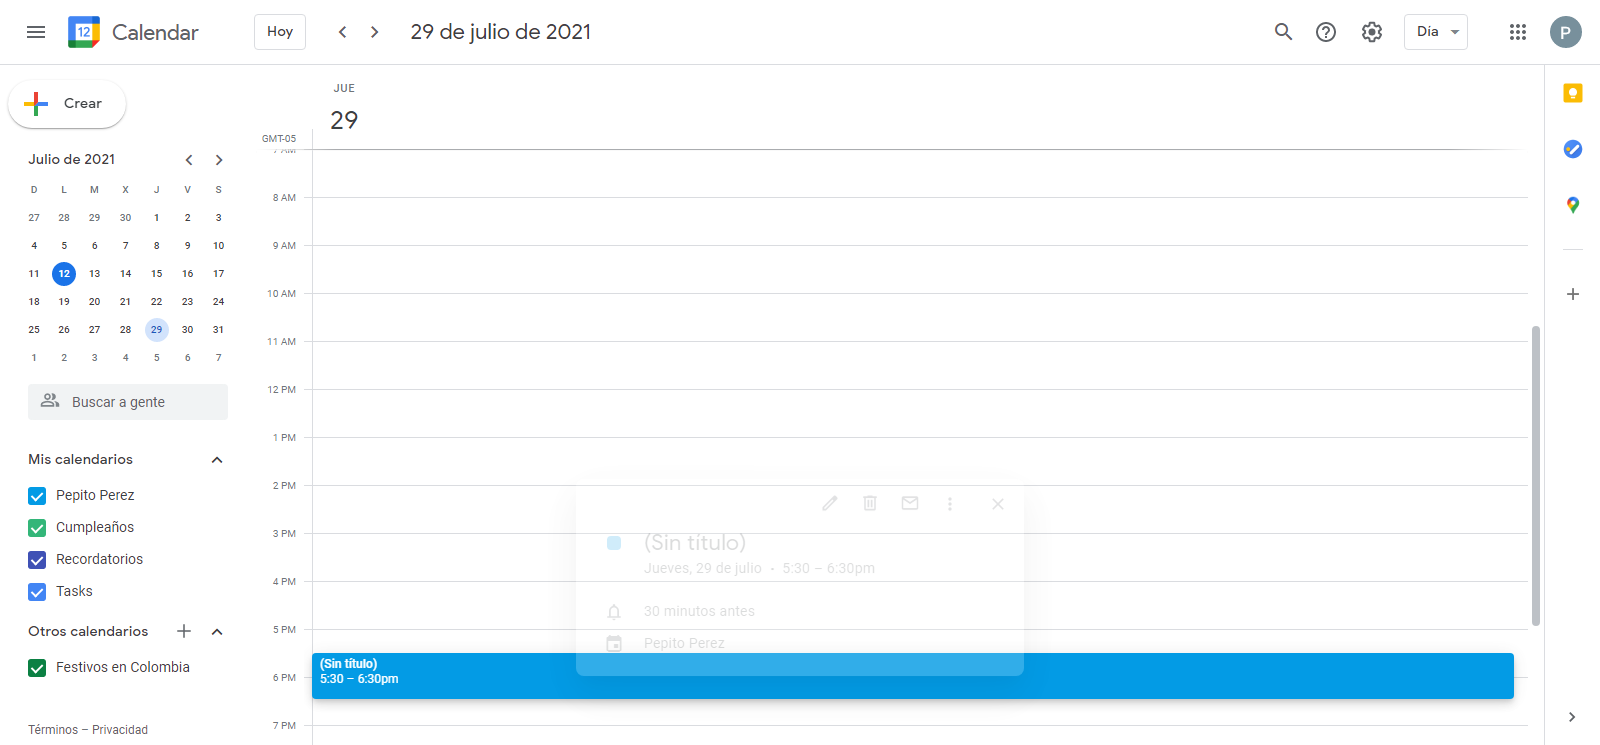 12 Calendar
Hoy
29 de julio de 2021
Día
P
Crear
JUE
29
GMT-05
7 AM
8 AM
9 AM
10 AM
11 AM
12 PM
1 PM
2 PM
3 PM
4 PM
5 PM
6 PM
7 PM
Julio de 2021
D L M X J V S
27 28 29 30 1 2 3
4 5 6 7 8 9 10
11 12 13 14 15 16 17
18 19 20 21 22 23 24
25 26 27 28 29 30 31
1 2 3 4 5 6 7
Buscar a gente
Mis calendarios
Pepito Perez
Cumpleaños
Recordatorios
Tasks
Otros calendarios
Festivos en Colombia
Términos – Privacidad
(Sin título)
Jueves, 29 de julio · 5:30 – 6:30pm
30 minutos antes
Pepito Perez
(Sin título)
5:30 – 6:30pm